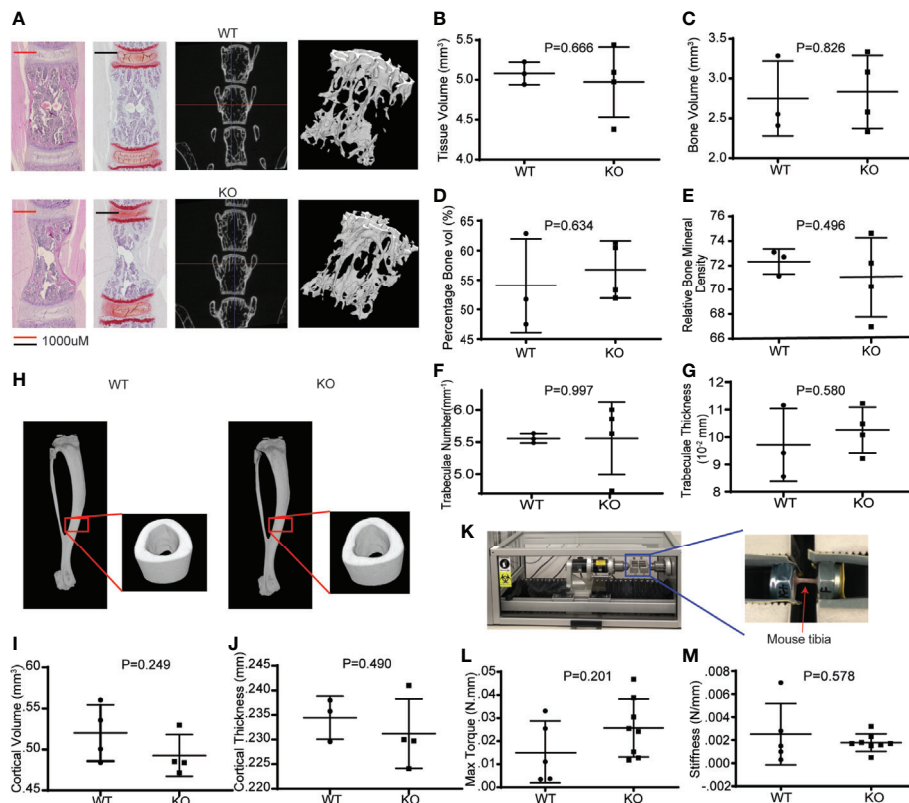 A
WT
KO
1000uM
B
P=0.666
Tissue Volume (mm³)
5.5
5.0
4.5
4.0
WT
KO
C
P=0.826
Bone Volume (mm³)
3.5
3.0
2.5
2.0
WT
KO
D
P=0.634
Percentage Bone vol (%)
65
60
55
50
45
WT
KO
E
P=0.496
Relative Bone Mineral
Density
74
72
70
68
66
WT
KO
F
P=0.997
Trabeculae Number(mm⁻¹)
6.0
5.5
5.0
WT
KO
G
P=0.580
Trabeculae Thickness
(10⁻² mm)
12
11
10
9
8
WT
KO
H
WT
KO
I
P=0.249
Cortical Volume (mm³)
.60
.55
.50
0.45
WT
KO
J
P=0.490
Cortical Thickness (mm)
.245
.240
.235
.230
.225
.220
WT
KO
K
Mouse tibia
L
P=0.201
Max Torque (N.mm)
.05
.04
.03
.02
.01
.00
WT
KO
M
P=0.578
Stiffness (N/mm)
.008
.006
.004
.002
.000
-.002
WT
KO